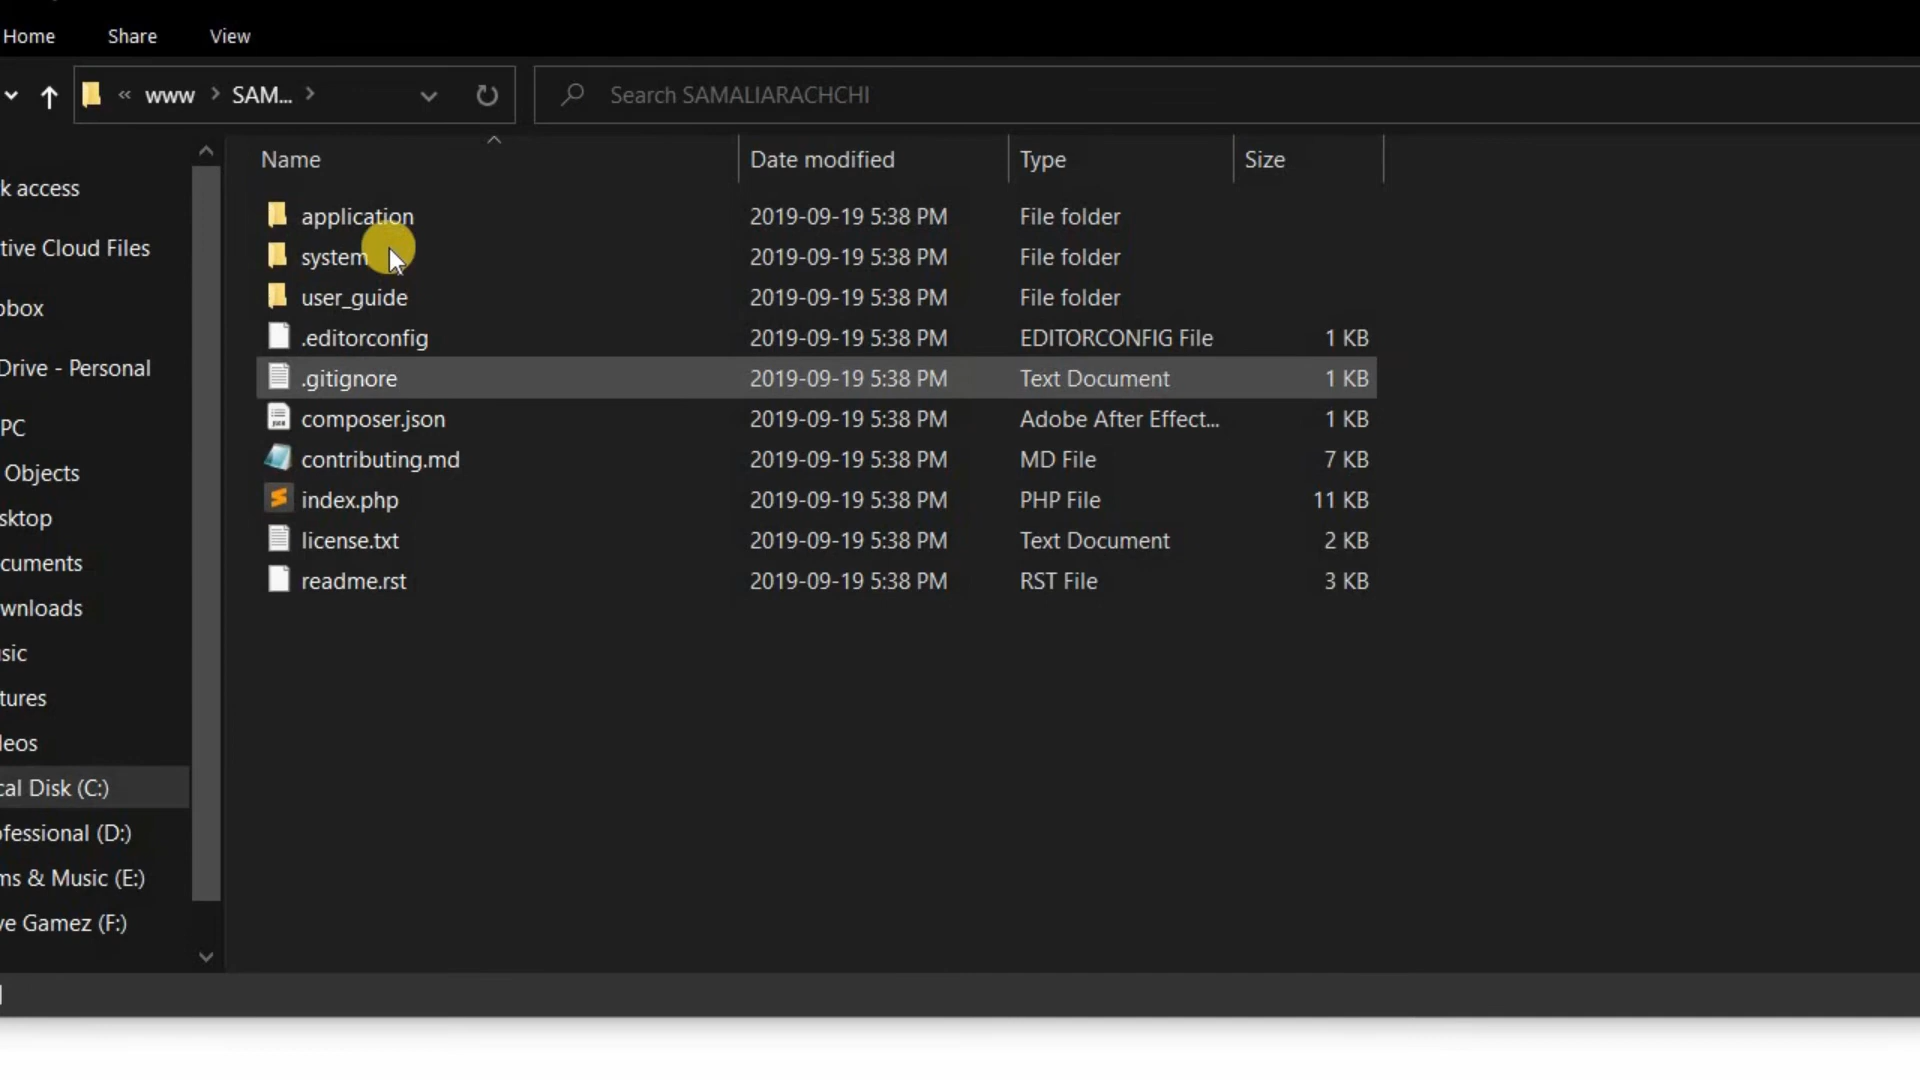 Home Share View
« www > SAM... > Search SAMALIARACHCHI
Name Date modified Type Size
k access
tive Cloud Files
obox
Drive - Personal
PC
Objects
sktop
cuments
wnloads
sic
tures
leos
cal Disk (C:)
ofessional (D:)
ms & Music (E:)
ve Gamez (F:)
application 2019-09-19 5:38 PM File folder
system 2019-09-19 5:38 PM File folder
user_guide 2019-09-19 5:38 PM File folder
.editorconfig 2019-09-19 5:38 PM EDITORCONFIG File 1 KB
.gitignore 2019-09-19 5:38 PM Text Document 1 KB
composer.json 2019-09-19 5:38 PM Adobe After Effect... 1 KB
contributing.md 2019-09-19 5:38 PM MD File 7 KB
index.php 2019-09-19 5:38 PM PHP File 11 KB
license.txt 2019-09-19 5:38 PM Text Document 2 KB
readme.rst 2019-09-19 5:38 PM RST File 3 KB